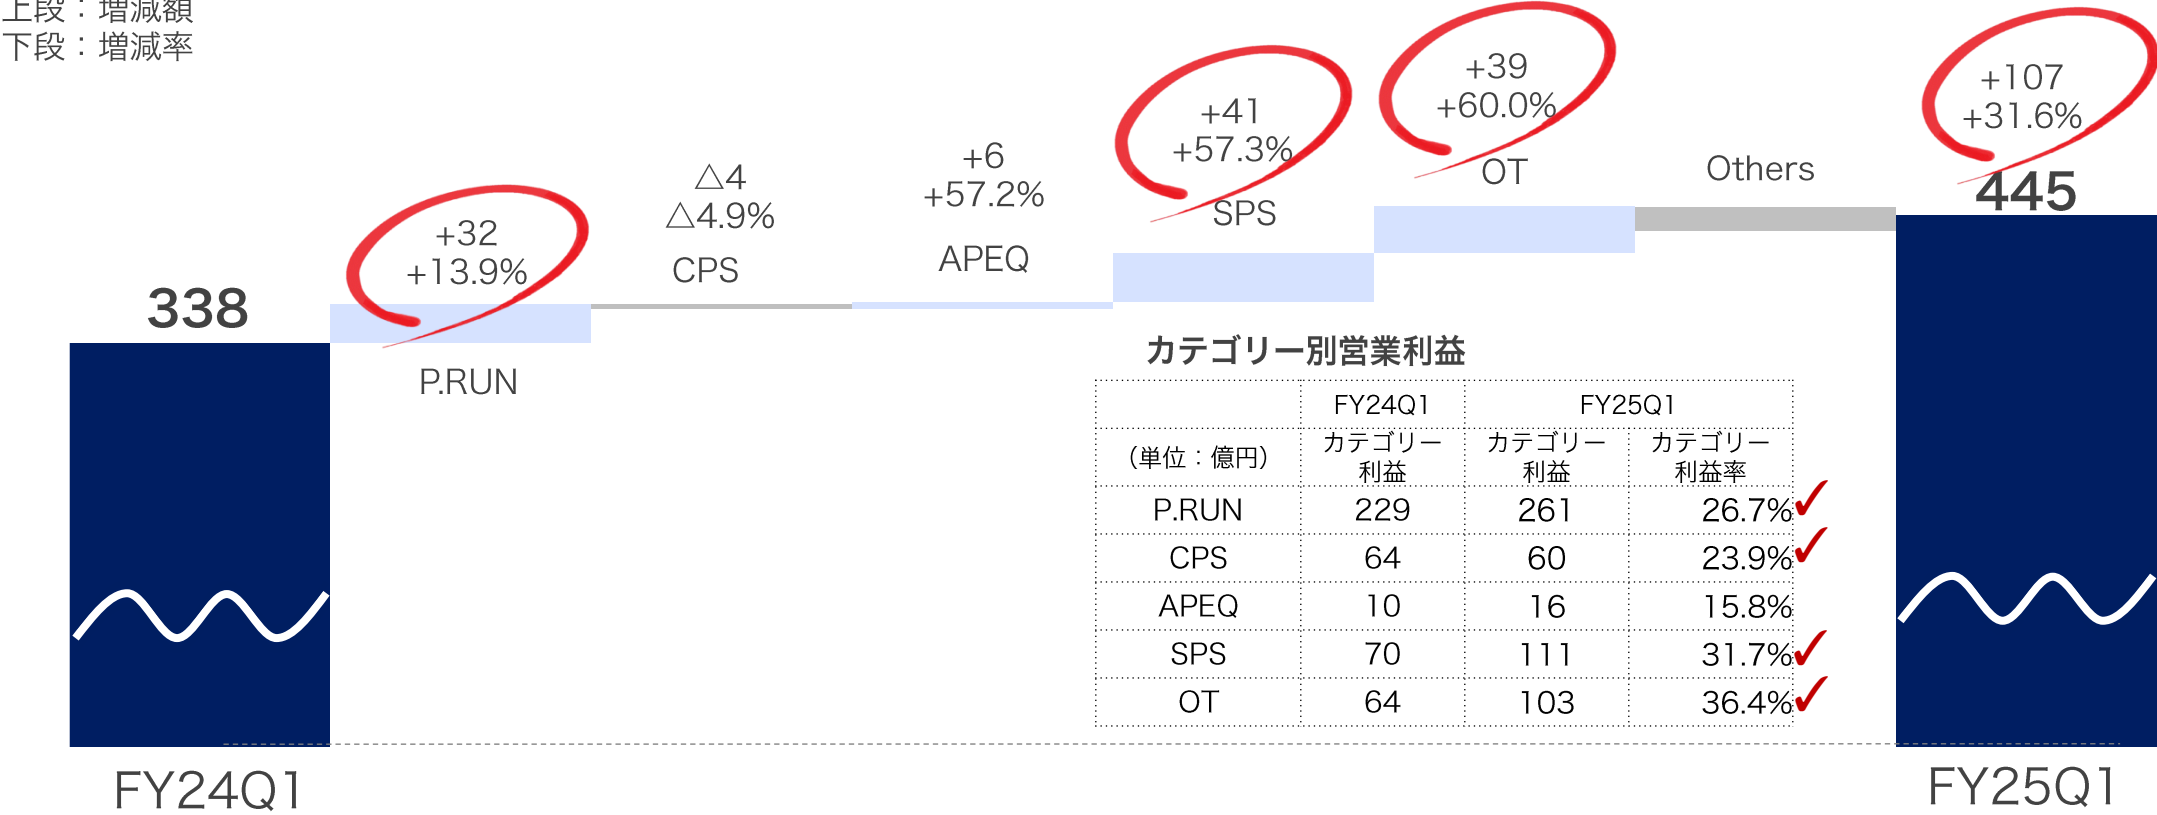 上段：増減額
下段：増減率
338
+32
+13.9%
P.RUN
△4
△4.9%
CPS
+6
+57.2%
APEQ
+41
+57.3%
SPS
+39
+60.0%
OT
Others
+107
+31.6%
445
カテゴリー別営業利益
FY24Q1 FY25Q1
（単位：億円） カテゴリー利益 カテゴリー利益 カテゴリー利益率
P.RUN 229 261 26.7%
CPS 64 60 23.9%
APEQ 10 16 15.8%
SPS 70 111 31.7%
OT 64 103 36.4%
FY24Q1
FY25Q1